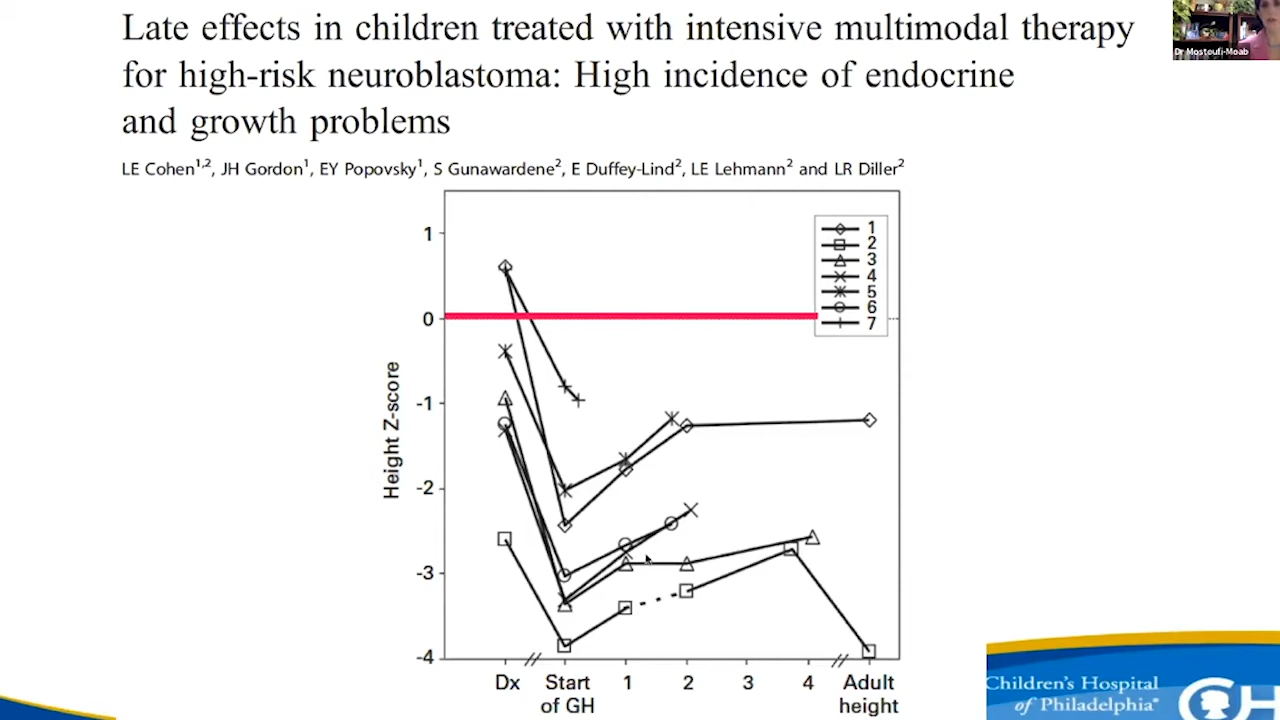 Late effects in children treated with intensive multimodal therapy
for high-risk neuroblastoma: High incidence of endocrine
and growth problems
Dr Mostoufi-Moab
LE Cohen1,2, JH Gordon1, EY Popovsky1, S Gunawardene2, E Duffey-Lind2, LE Lehmann2 and LR Diller2
1
0
-1
-2
-3
-4
Height Z-score
1
2
3
4
5
6
7
Dx
Start
of GH
1
2
3
4
Adult
height
Children's Hospital
of Philadelphia
CH